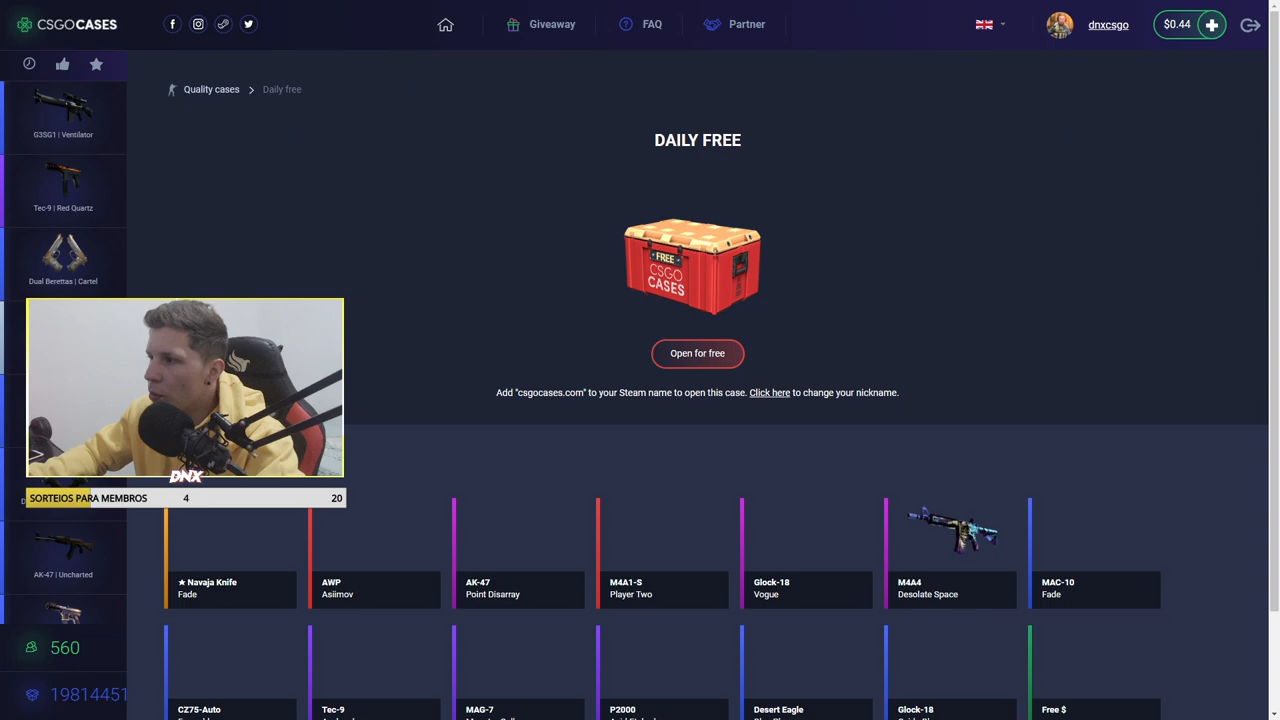 CSGOCASES
Giveaway
FAQ
Partner
dnxcsgo
$0.44
G3SG1 | Ventilator
Tec-9 | Red Quartz
Dual Berettas | Cartel
AK-47 | Uncharted
560
19814451
Quality cases
Daily free
DAILY FREE
FREE
CSGO
CASES
Open for free
Add "csgocases.com" to your Steam name to open this case. Click here to change your nickname.
DNX
SORTEIOS PARA MEMBROS 4 20
★ Navaja Knife
Fade
AWP
Asiimov
AK-47
Point Disarray
M4A1-S
Player Two
Glock-18
Vogue
M4A4
Desolate Space
MAC-10
Fade
CZ75-Auto
Tec-9
MAG-7
P2000
Desert Eagle
Glock-18
Free $